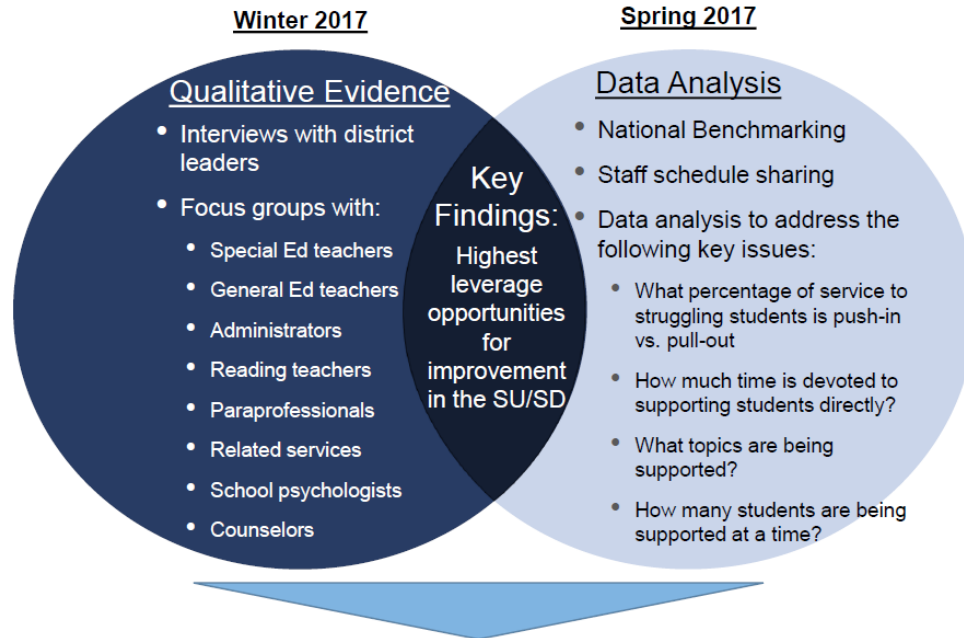 Winter 2017
Qualitative Evidence
• Interviews with district
leaders
• Focus groups with:
• Special Ed teachers
• General Ed teachers
• Administrators
• Reading teachers
• Paraprofessionals
• Related services
• School psychologists
• Counselors
Key
Findings:
Highest
leverage
opportunities
for
improvement
in the SU/SD
Spring 2017
Data Analysis
• National Benchmarking
• Staff schedule sharing
• Data analysis to address the
following key issues:
• What percentage of service to
struggling students is push-in
vs. pull-out
• How much time is devoted to
supporting students directly?
• What topics are being
supported?
• How many students are being
supported at a time?